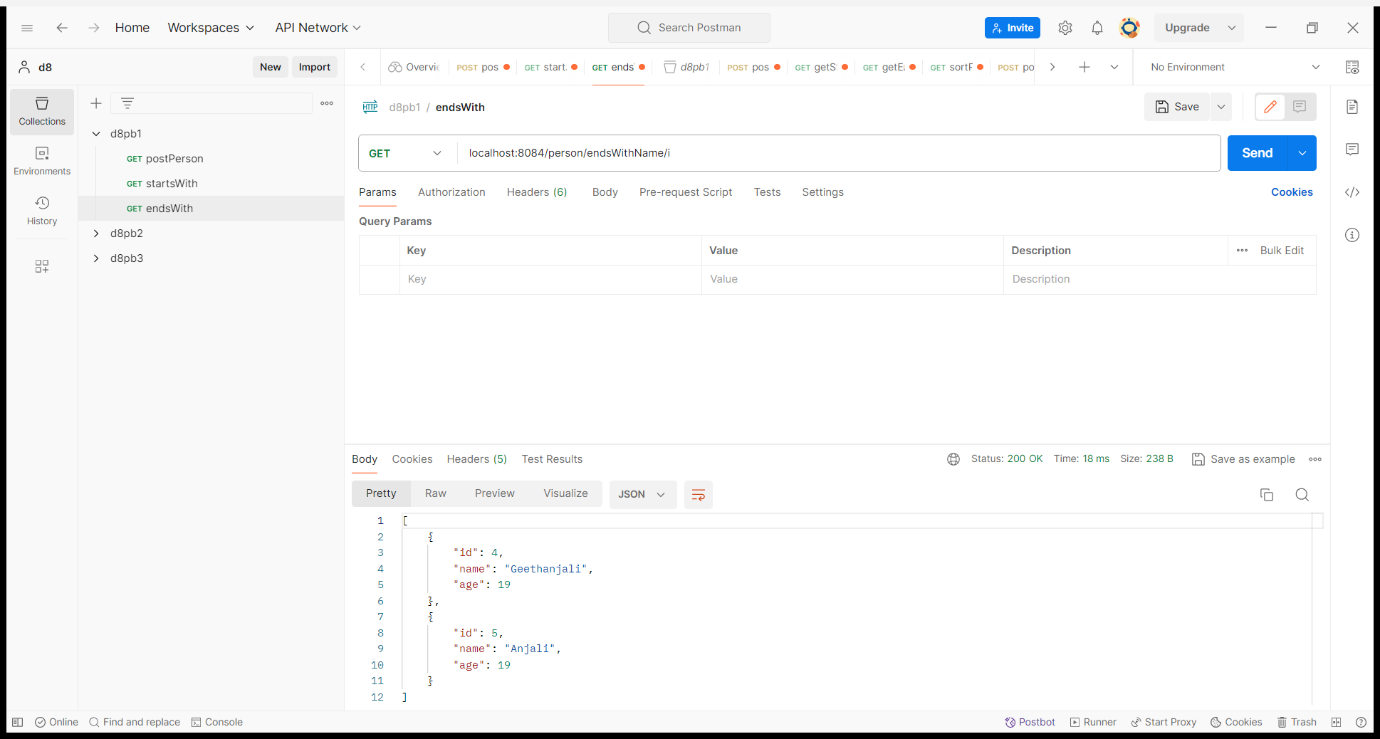 Home Workspaces API Network Search Postman Invite Upgrade
d8 New Import Overvi POST pos GET start. GET ends d8pb1 POST pos GET getS GET getE GET sortF POST po No Environment
Collections
HTTP d8pb1 / endsWith Save
d8pb1
GET postPerson
GET startsWith
GET endsWith
d8pb2
d8pb3
Environments
History
GET localhost:8084/person/endsWithName/i Send
Params Authorization Headers (6) Body Pre-request Script Tests Settings Cookies
Query Params
Key Value Description Bulk Edit
Key Value Description
Body Cookies Headers (5) Test Results Status: 200 OK Time: 18 ms Size: 238 B Save as example
Pretty Raw Preview Visualize JSON
1 [
2 {
3 "id": 4,
4 "name": "Geethanjali",
5 "age": 19
6 },
7 {
8 "id": 5,
9 "name": "Anjali",
10 "age": 19
11 }
12 ]
Online Find and replace Console Postbot Runner Start Proxy Cookies Trash